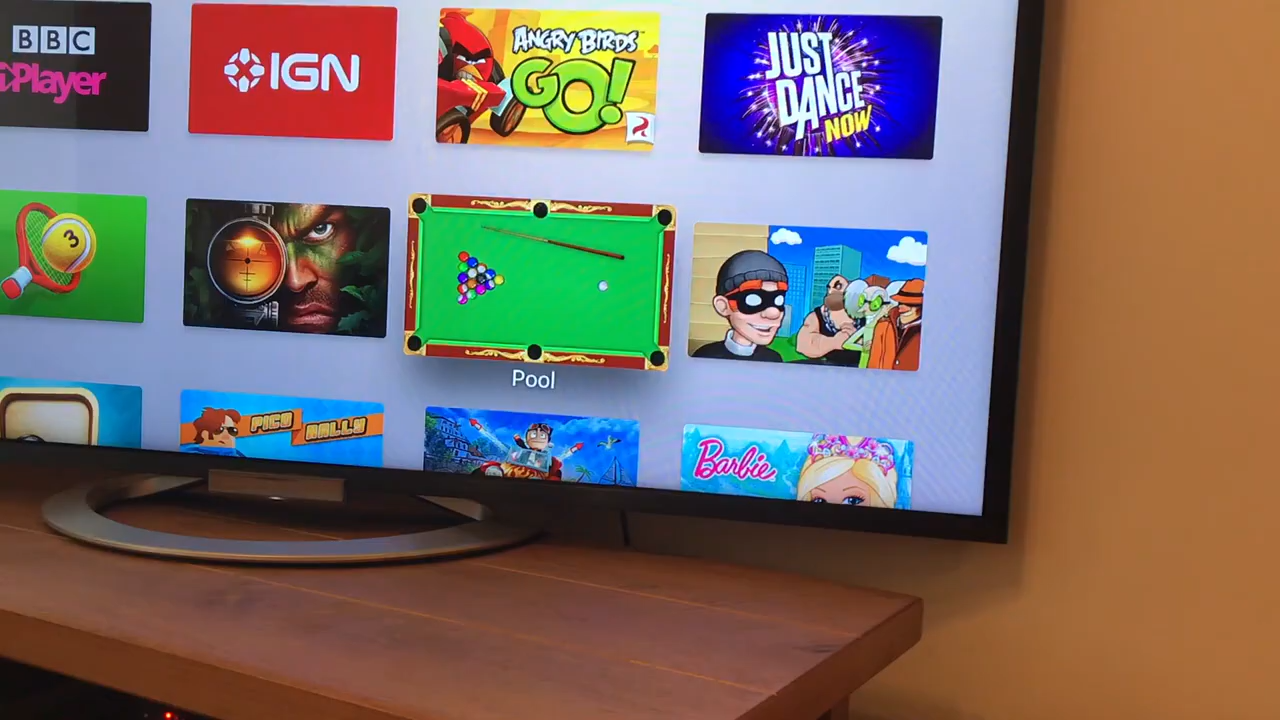 BBC
iPlayer
IGN
ANGRY BIRDS
GO!
JUST
DANCE
NOW
3
Pool
PICO RALLY
Barbie